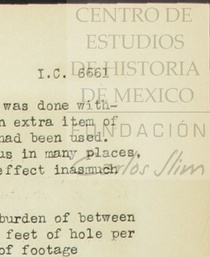 CENTRO DE
ESTUDIOS
DE HISTORIA
DE MEXICO
FUNDACIÓN
Carlos Slim
I.C. 6661
was done with-
n extra item of
had been used.
us in many places.
effect inasmuch
burden of between
feet of hole per
of footage